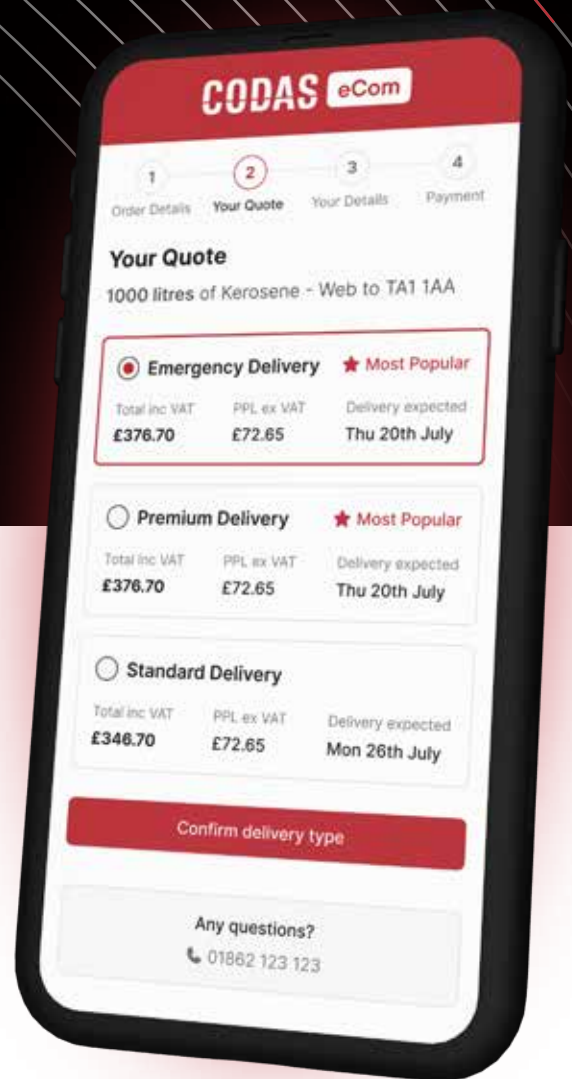 CODAS eCom
1 2 3 4
Order Details Your Quote Your Details Payment
Your Quote
1000 litres of Kerosene - Web to TA1 1AA
Emergency Delivery ★ Most Popular
Total inc VAT PPL ex VAT Delivery expected
£376.70 £72.65 Thu 20th July
Premium Delivery ★ Most Popular
Total inc VAT PPL ex VAT Delivery expected
£376.70 £72.65 Thu 20th July
Standard Delivery
Total inc VAT PPL ex VAT Delivery expected
£346.70 £72.65 Mon 26th July
Confirm delivery type
Any questions?
01862 123 123